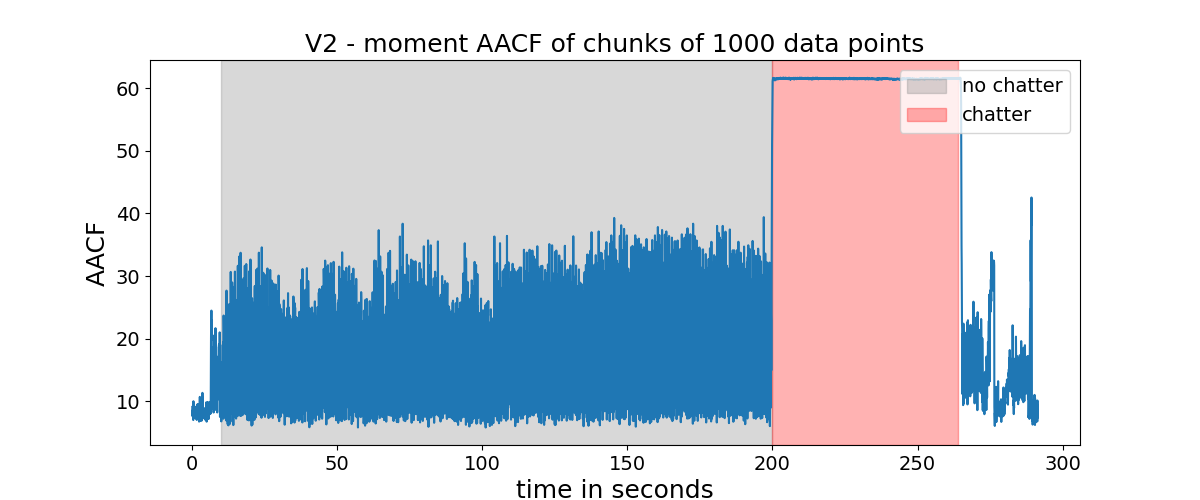 V2 - moment AACF of chunks of 1000 data points
60
50
40
30
20
10
AACF
no chatter
chatter
0 50 100 150 200 250 300
time in seconds